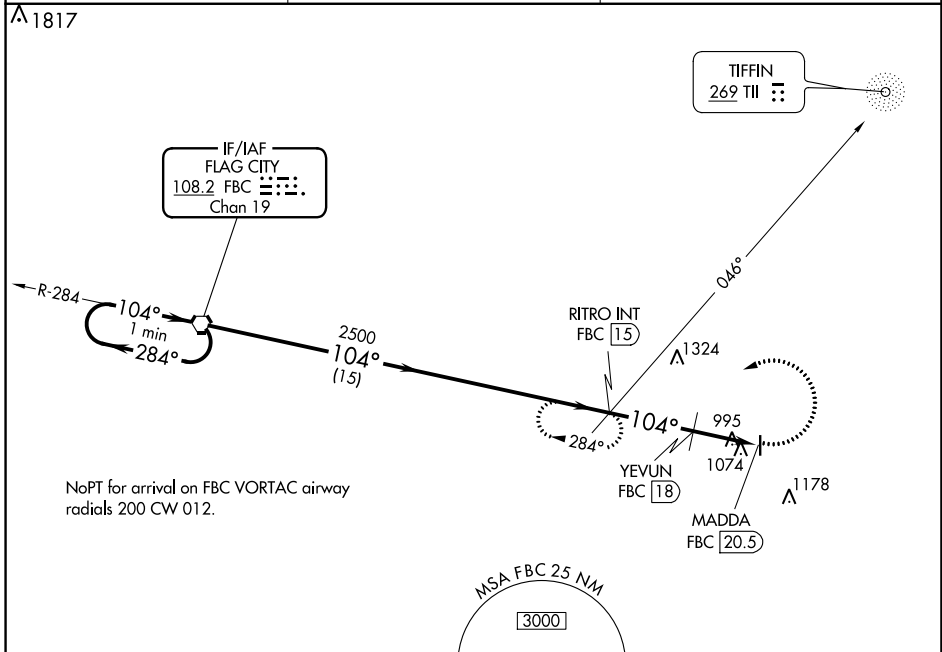 1817
TIFFIN
269 TII
IF/IAF
FLAG CITY
108.2 FBC
Chan 19
R-284
104°
1 min
284°
2500
104°
(15)
046°
RITRO INT
FBC 15
1324
284°
104°
995
1074
YEVUN
FBC 18
1178
MADDA
FBC 20.5
NoPT for arrival on FBC VORTAC airway
radials 200 CW 012.
MSA FBC 25 NM
3000